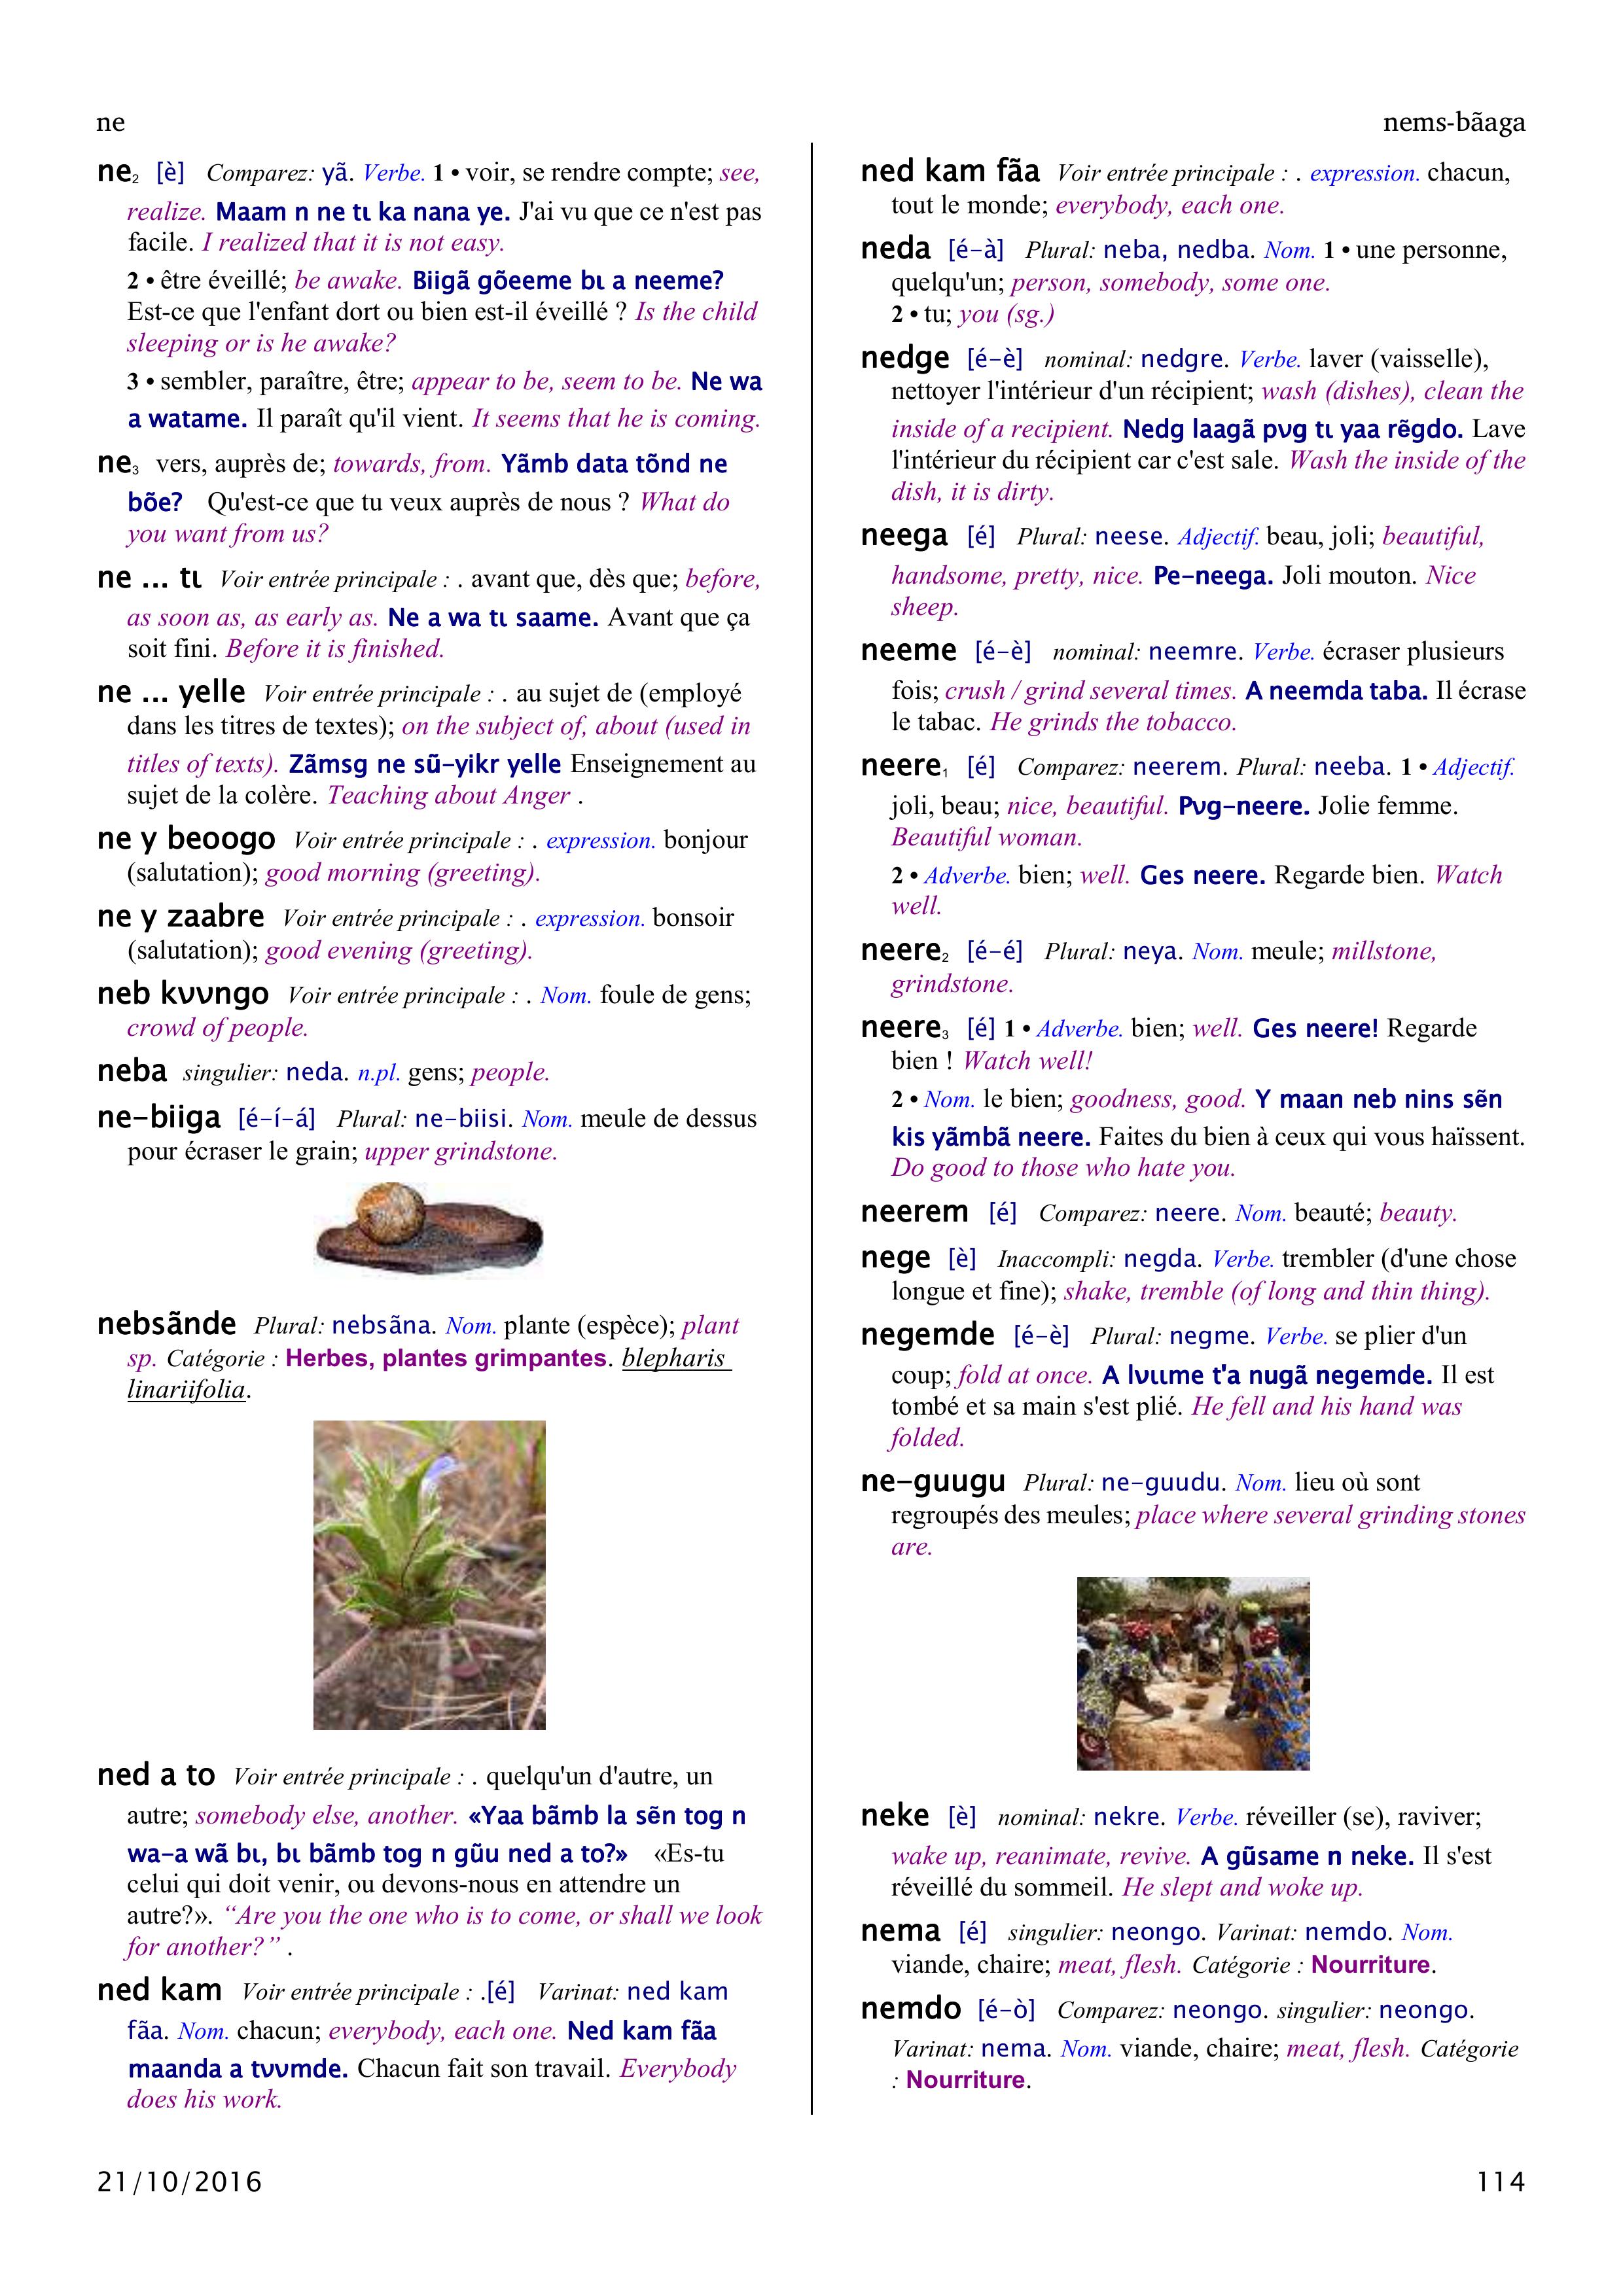 ne
nems-bãaga
ne₂ [è] Comparez: yã. Verbe. 1 • voir, se rendre compte; see,
realize. Maam n ne tɩ ka nana ye. J'ai vu que ce n'est pas
facile. I realized that it is not easy.
2 • être éveillé; be awake. Biigã gõeeme bɩ a neeme?
Est-ce que l'enfant dort ou bien est-il éveillé ? Is the child
sleeping or is he awake?
3 • sembler, paraître, être; appear to be, seem to be. Ne wa
a watame. Il paraît qu'il vient. It seems that he is coming.
ne₃ vers, auprès de; towards, from. Yãmb data tõnd ne
bõe? Qu'est-ce que tu veux auprès de nous ? What do
you want from us?
ne ... tɩ Voir entrée principale : . avant que, dès que; before,
as soon as, as early as. Ne a wa tɩ saame. Avant que ça
soit fini. Before it is finished.
ne ... yelle Voir entrée principale : . au sujet de (employé
dans les titres de textes); on the subject of, about (used in
titles of texts). Zãmsg ne sũ-yikr yelle Enseignement au
sujet de la colère. Teaching about Anger .
ne y beoogo Voir entrée principale : . expression. bonjour
(salutation); good morning (greeting).
ne y zaabre Voir entrée principale : . expression. bonsoir
(salutation); good evening (greeting).
neb kʋʋngo Voir entrée principale : . Nom. foule de gens;
crowd of people.
neba singulier: neda. n.pl. gens; people.
ne-biiga [é-í-á] Plural: ne-biisi. Nom. meule de dessus
pour écraser le grain; upper grindstone.
nebsãnde Plural: nebsãna. Nom. plante (espèce); plant
sp. Catégorie : Herbes, plantes grimpantes. blepharis
linariifolia.
ned a to Voir entrée principale : . quelqu'un d'autre, un
autre; somebody else, another. «Yaa bãmb la sẽn tog n
wa-a wã bɩ, bɩ bãmb tog n gũu ned a to?» «Es-tu
celui qui doit venir, ou devons-nous en attendre un
autre?». “Are you the one who is to come, or shall we look
for another?” .
ned kam Voir entrée principale : .[é] Varinat: ned kam
fãa. Nom. chacun; everybody, each one. Ned kam fãa
maanda a tʋʋmde. Chacun fait son travail. Everybody
does his work.
ned kam fãa Voir entrée principale : . expression. chacun,
tout le monde; everybody, each one.
neda [é-à] Plural: neba, nedba. Nom. 1 • une personne,
quelqu'un; person, somebody, some one.
2 • tu; you (sg.)
nedge [é-è] nominal: nedgre. Verbe. laver (vaisselle),
nettoyer l'intérieur d'un récipient; wash (dishes), clean the
inside of a recipient. Nedg laagã pʋg tɩ yaa rẽgdo. Lave
l'intérieur du récipient car c'est sale. Wash the inside of the
dish, it is dirty.
neega [é] Plural: neese. Adjectif. beau, joli; beautiful,
handsome, pretty, nice. Pe-neega. Joli mouton. Nice
sheep.
neeme [é-è] nominal: neemre. Verbe. écraser plusieurs
fois; crush / grind several times. A neemda taba. Il écrase
le tabac. He grinds the tobacco.
neere₁ [é] Comparez: neerem. Plural: neeba. 1 • Adjectif.
joli, beau; nice, beautiful. Pʋg-neere. Jolie femme.
Beautiful woman.
2 • Adverbe. bien; well. Ges neere. Regarde bien. Watch
well.
neere₂ [é-é] Plural: neya. Nom. meule; millstone,
grindstone.
neere₃ [é] 1 • Adverbe. bien; well. Ges neere! Regarde
bien ! Watch well!
2 • Nom. le bien; goodness, good. Y maan neb nins sẽn
kis yãmbã neere. Faites du bien à ceux qui vous haïssent.
Do good to those who hate you.
neerem [é] Comparez: neere. Nom. beauté; beauty.
nege [è] Inaccompli: negda. Verbe. trembler (d'une chose
longue et fine); shake, tremble (of long and thin thing).
negemde [é-è] Plural: negme. Verbe. se plier d'un
coup; fold at once. A lʋɩɩme t'a nugã negemde. Il est
tombé et sa main s'est plié. He fell and his hand was
folded.
ne-guugu Plural: ne-guudu. Nom. lieu où sont
regroupés des meules; place where several grinding stones
are.
neke [è] nominal: nekre. Verbe. réveiller (se), raviver;
wake up, reanimate, revive. A gũsame n neke. Il s'est
réveillé du sommeil. He slept and woke up.
nema [é] singulier: neongo. Varinat: nemdo. Nom.
viande, chaire; meat, flesh. Catégorie : Nourriture.
nemdo [é-ò] Comparez: neongo. singulier: neongo.
Varinat: nema. Nom. viande, chaire; meat, flesh. Catégorie
: Nourriture.
21/10/2016
114